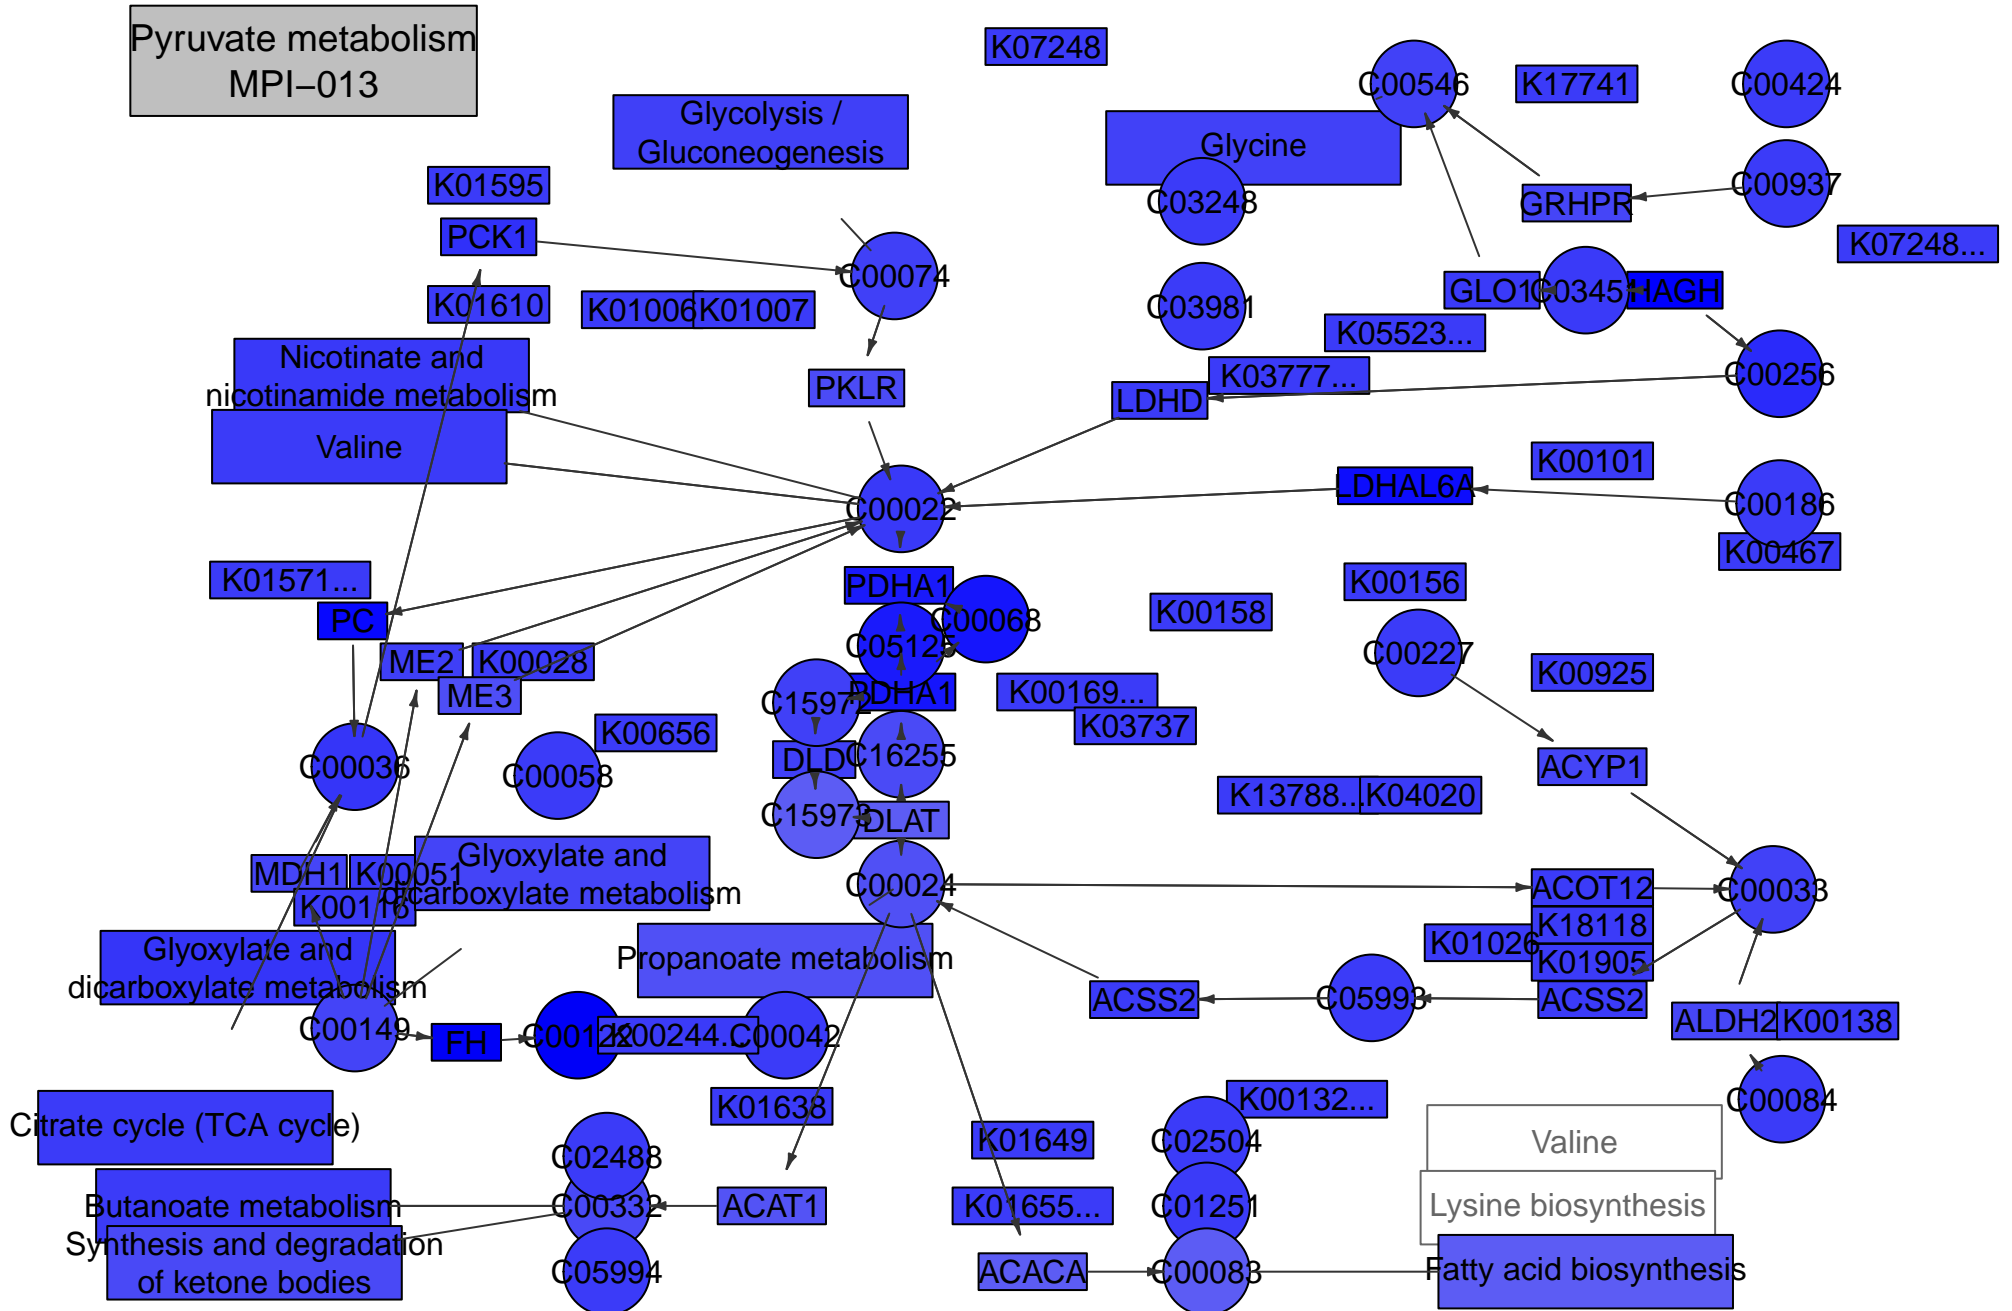 Pyruvate metabolism
MPI−013
K07248
C00546
K17741
C00424
Glycolysis /
Gluconeogenesis
Glycine
K01595
C03248
GRHPR
C00937
PCK1
K07248...
C00074
K01610
K01006
K01007
C03981
GLO1
C03451
HAGH
K05523...
Nicotinate and
nicotinamide metabolism
PKLR
K03777...
LDHD
C00256
Valine
K00101
LDHAL6A
C00022
C00186
K00467
K01571...
PDHA1
K00156
PC
C00068
K00158
C05125
ME2
K00028
C00227
K00925
ME3
PDHA1
C15972
K00169...
K03737
K00656
C00036
C00058
DLD
C16255
ACYP1
K13788...
K04020
C15973
DLAT
MDH1
K00051
Glyoxylate and
dicarboxylate metabolism
K00116
C00024
ACOT12
C00033
K18118
K01026
K01905
Glyoxylate and
dicarboxylate metabolism
Propanoate metabolism
ACSS2
C05993
ACSS2
C00149
FH
C00122
K00244...
C00042
ALDH2
K00138
K01638
K00132...
C00084
Citrate cycle (TCA cycle)
C02488
K01649
C02504
Valine
Butanoate metabolism
C00332
ACAT1
K01655...
C01251
Lysine biosynthesis
Synthesis and degradation
of ketone bodies
C05994
ACACA
C00083
Fatty acid biosynthesis